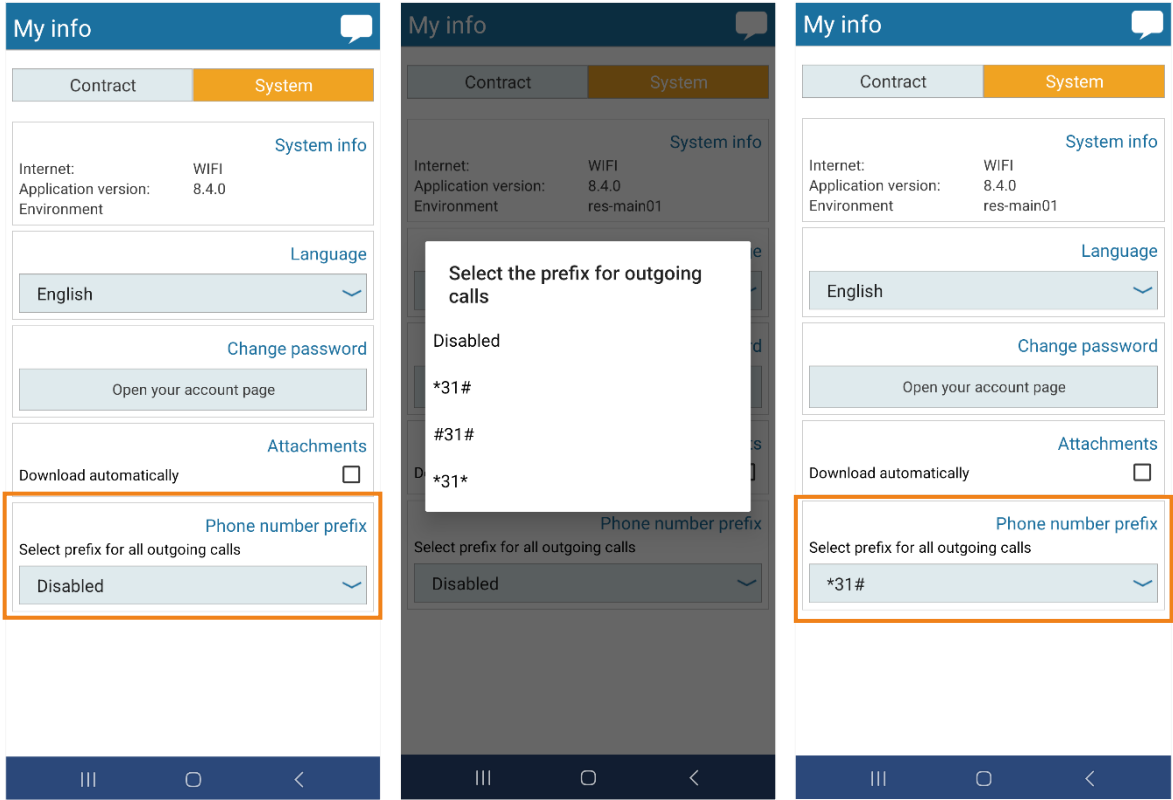 My info
Contract System
System info
Internet: WIFI
Application version: 8.4.0
Environment
Language
English
Change password
Open your account page
Attachments
Download automatically
Phone number prefix
Select prefix for all outgoing calls
Disabled
My info
Contract System
System info
Internet: WIFI
Application version: 8.4.0
Environment res-main01
e
Select the prefix for outgoing
calls
Disabled
*31#
d
#31#
s
*31*
D
Phone number prefix
Select prefix for all outgoing calls
Disabled
My info
Contract System
System info
Internet: WIFI
Application version: 8.4.0
Environment res-main01
Language
English
Change password
Open your account page
Attachments
Download automatically
Phone number prefix
Select prefix for all outgoing calls
*31#